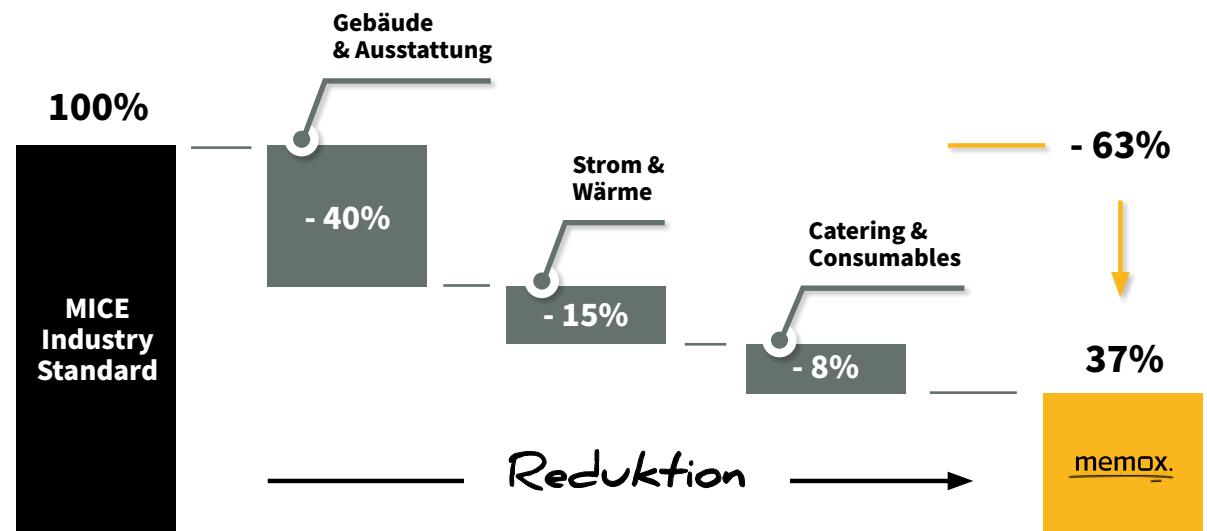 100%
MICE
Industry
Standard
Gebäude
& Ausstattung
- 40%
Strom &
Wärme
- 15%
Catering &
Consumables
- 8%
- 63%
37%
memox.
Reduktion